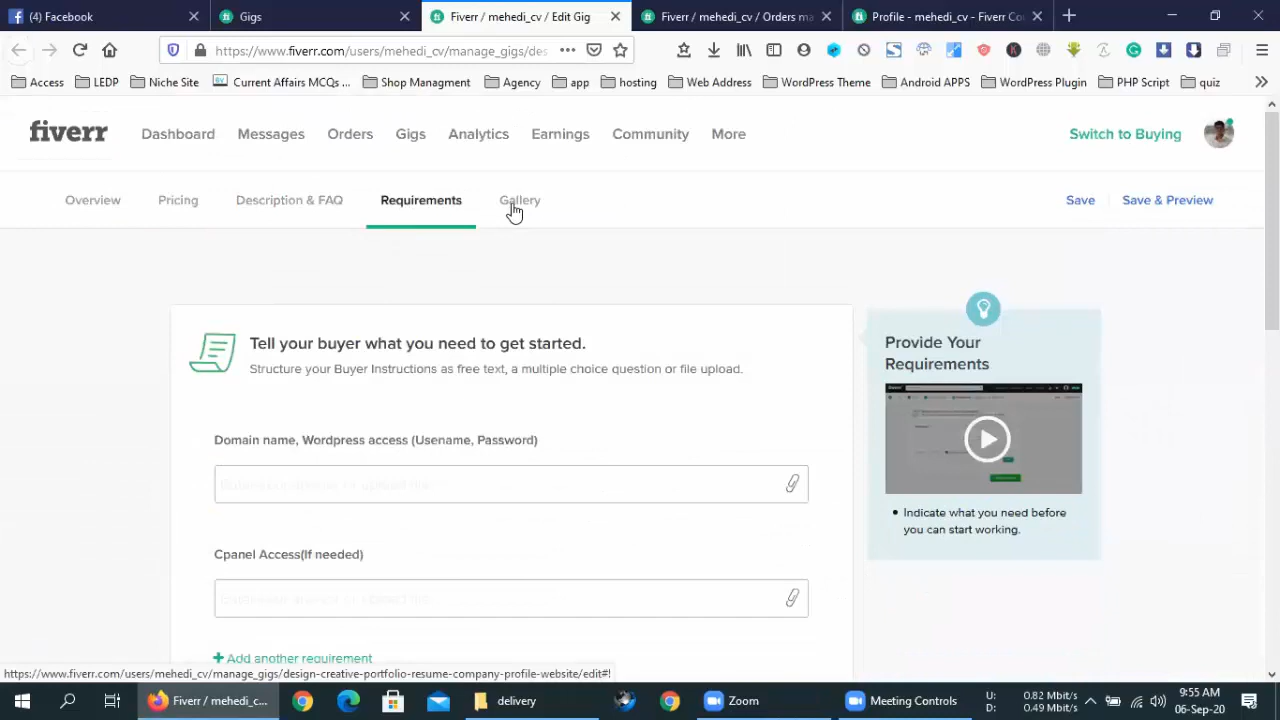 (4) Facebook
Gigs
Fiverr / mehedi_cv / Edit Gig
Fiverr / mehedi_cv / Orders ma
Profile - mehedi_cv - Fiverr Co
https://www.fiverr.com/users/mehedi_cv/manage_gigs/des
Access
LEDP
Niche Site
Current Affairs MCQs ...
Shop Managment
Agency
app
hosting
Web Address
WordPress Theme
Android APPS
WordPress Plugin
PHP Script
quiz
fiverr
Dashboard
Messages
Orders
Gigs
Analytics
Earnings
Community
More
Switch to Buying
Overview
Pricing
Description & FAQ
Requirements
Gallery
Save
Save & Preview
Tell your buyer what you need to get started.
Structure your Buyer Instructions as free text, a multiple choice question or file upload.
Provide Your
Requirements
Domain name, Wordpress access (Usename, Password)
Indicate what you need before
you can start working.
Cpanel Access(If needed)
Add another requirement
https://www.fiverr.com/users/mehedi_cv/manage_gigs/design-creative-portfolio-resume-company-profile-website/edit#!
Fiverr / mehedi_c...
delivery
Zoom
Meeting Controls
U: 0.82 Mbit/s
D: 0.49 Mbit/s
9:55 AM
06-Sep-20